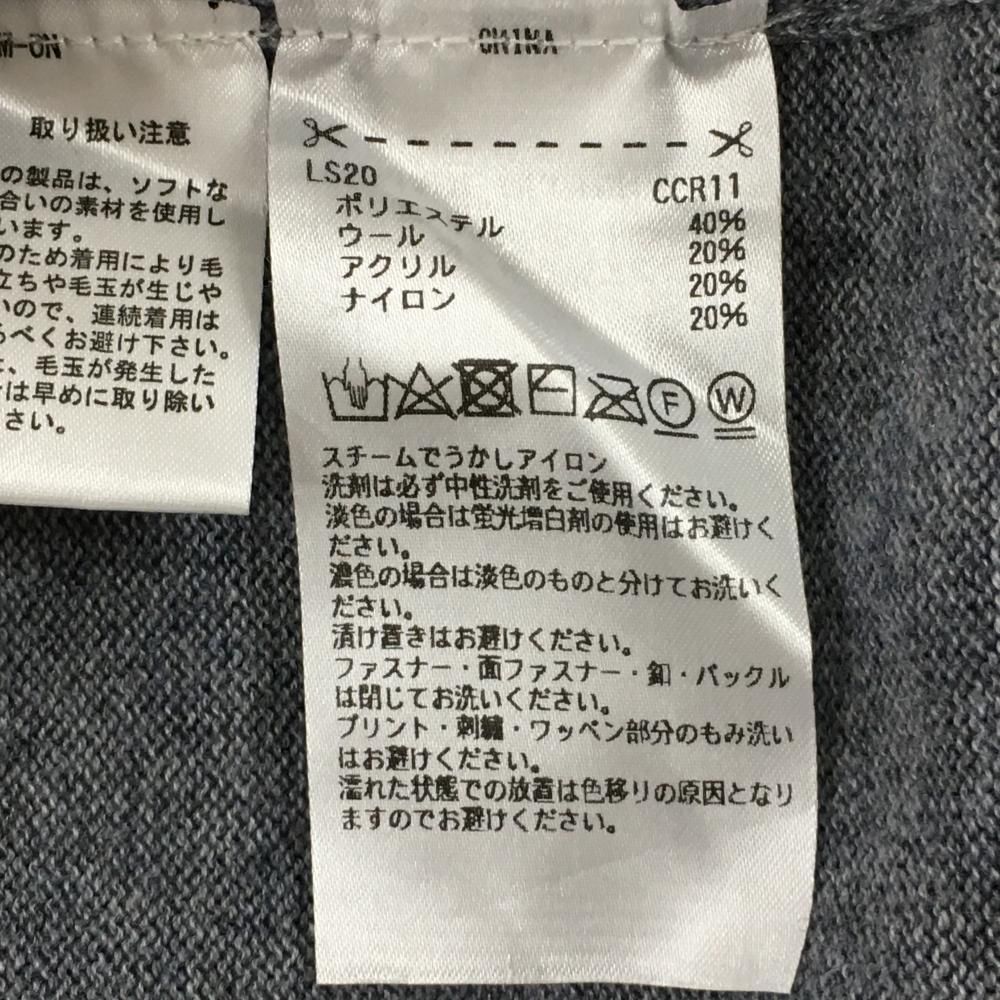 M-ON
取り扱い注意
の製品は、ソフトな
合いの素材を使用し
います。
のため着用により毛
立ちや毛玉が生じや
いので、連続着用は
るべくお避け下さい。
、毛玉が発生した
は早めに取り除い
さい。
CHINA
LS20 CCR11
ポリエステル 40%
ウール 20%
アクリル 20%
ナイロン 20%
F W
スチームでうかしアイロン
洗剤は必ず中性洗剤をご使用ください。
淡色の場合は蛍光増白剤の使用はお避けく
ださい。
濃色の場合は淡色のものと分けてお洗いく
ださい。
漬け置きはお避けください。
ファスナー・面ファスナー・釦・バックル
は閉じてお洗いください。
プリント・刺繍・ワッペン部分のもみ洗い
はお避けください。
濡れた状態での放置は色移りの原因となり
ますのでお避けください。